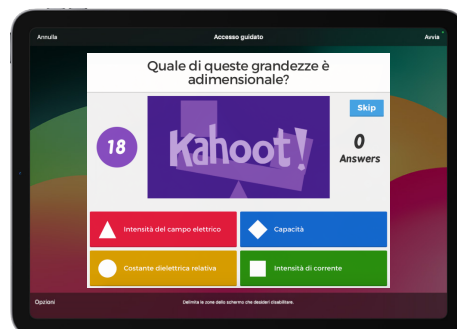 Annulla
Accesso guidato
Avvia
Quale di queste grandezze è
adimensionale?
Skip
18
Kahoot!
0
Answers
Intensità del campo elettrico
Capacità
Costante dielettrica relativa
Intensità di corrente
Opzioni
Delimita le zone dello schermo che desideri disabilitare.